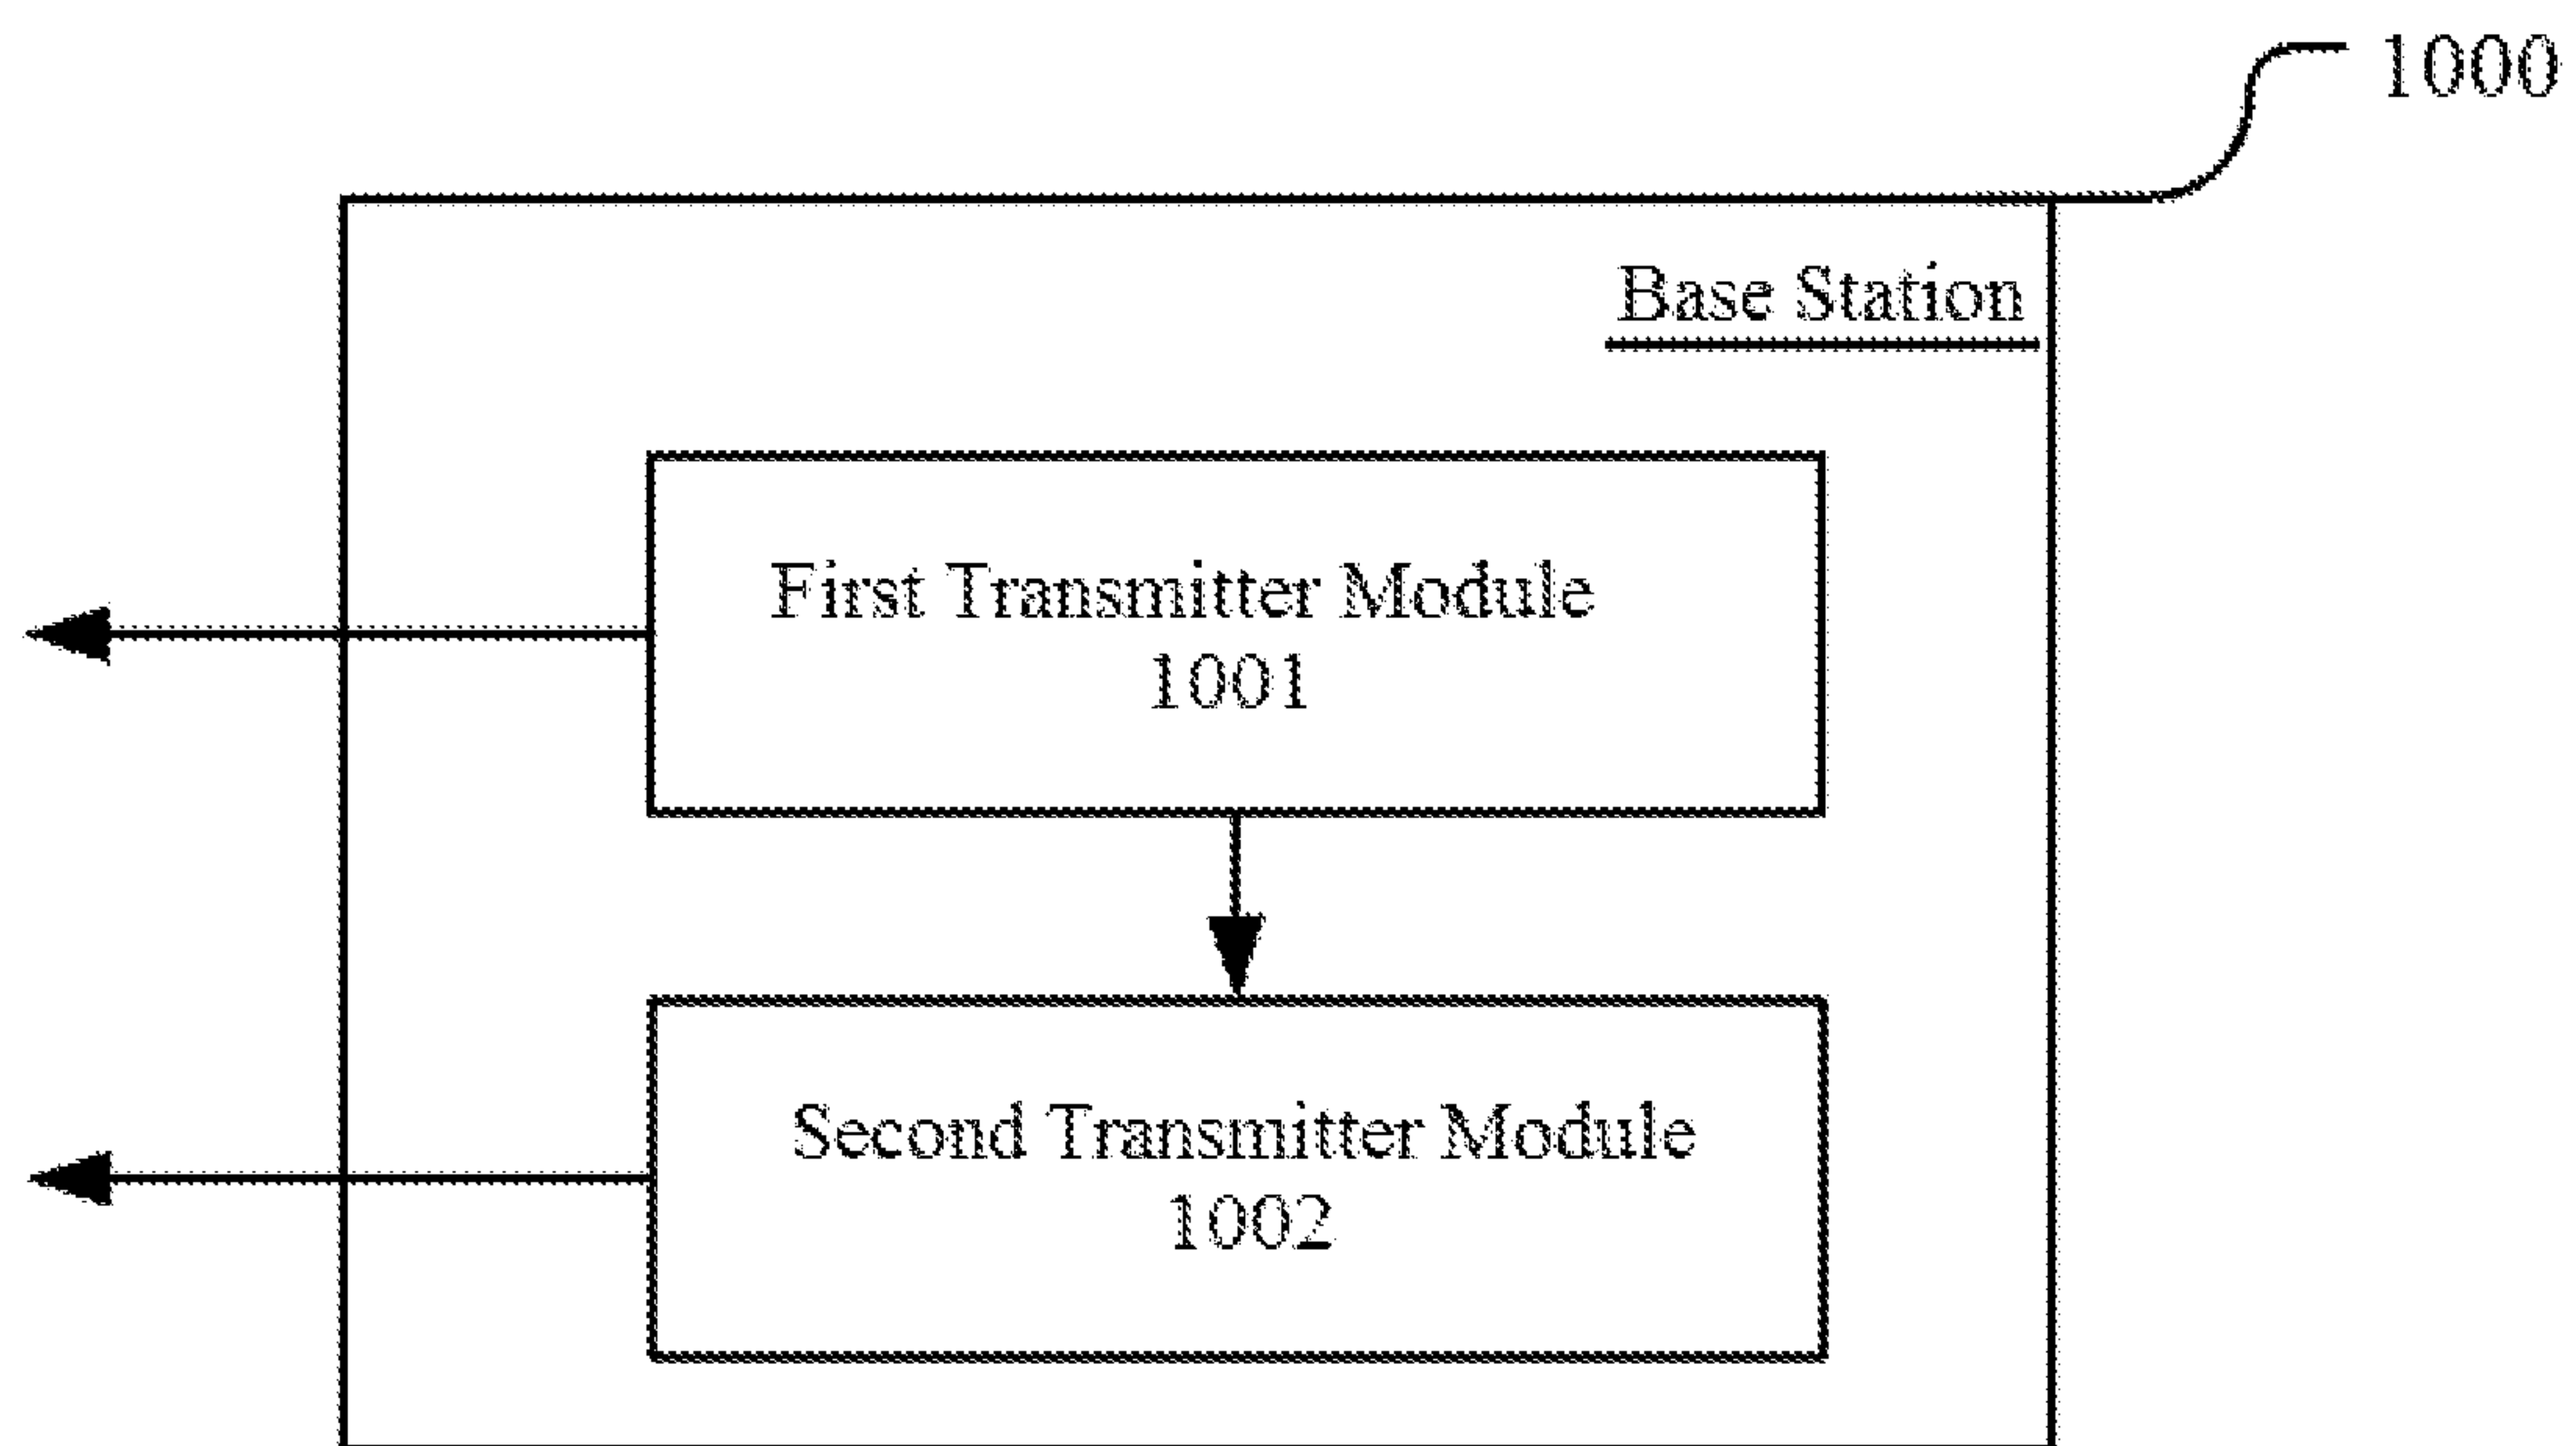 1000
Base Station
First Transmitter Module
1001
Second Transmitter Module
1002